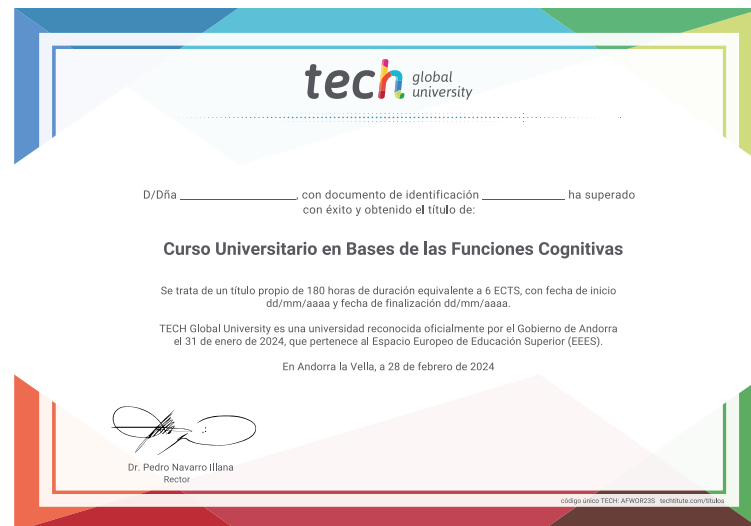 tech global university
D/Dña ____________, con documento de identificación ____________ ha superado
con éxito y obtenido el título de:
Curso Universitario en Bases de las Funciones Cognitivas
Se trata de un título propio de 180 horas de duración equivalente a 6 ECTS, con fecha de inicio
dd/mm/aaaa y fecha de finalización dd/mm/aaaa.
TECH Global University es una universidad reconocida oficialmente por el Gobierno de Andorra
el 31 de enero de 2024, que pertenece al Espacio Europeo de Educación Superior (EEES).
En Andorra la Vella, a 28 de febrero de 2024
Dr. Pedro Navarro Illana
Rector
código único TECH: AFWOR23S techtitute.com/titulos